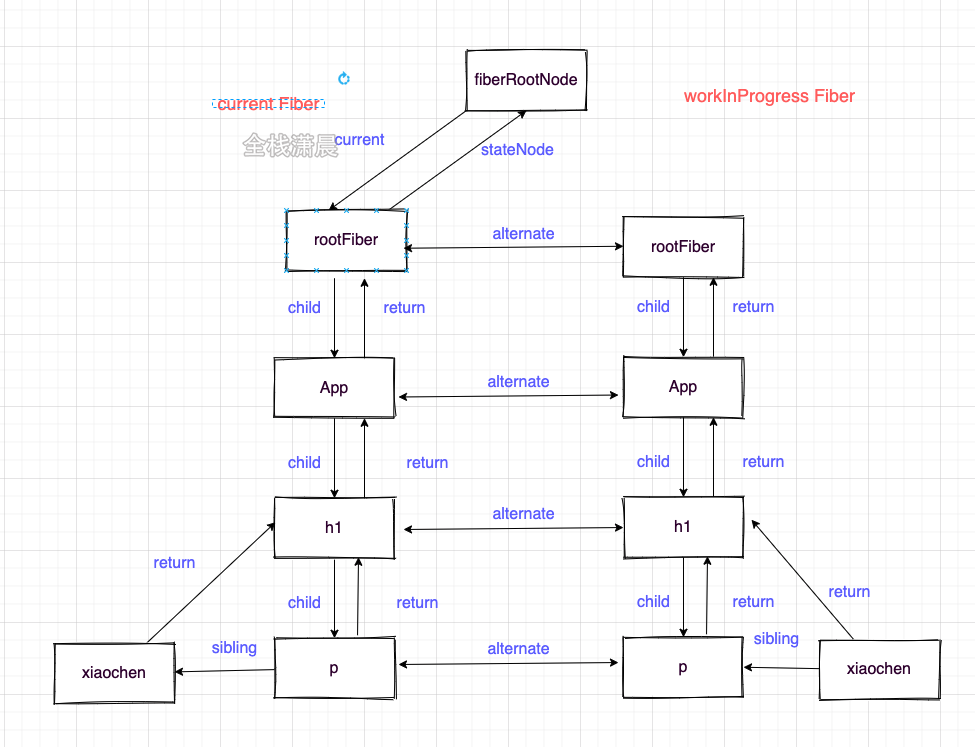 fiberRootNode
current Fiber
workInProgress Fiber
全栈潇晨
current
stateNode
rootFiber
alternate
rootFiber
child
return
child
return
App
alternate
App
child
return
child
return
h1
alternate
h1
return
child
return
child
return
return
sibling
alternate
sibling
xiaochen
p
p
xiaochen